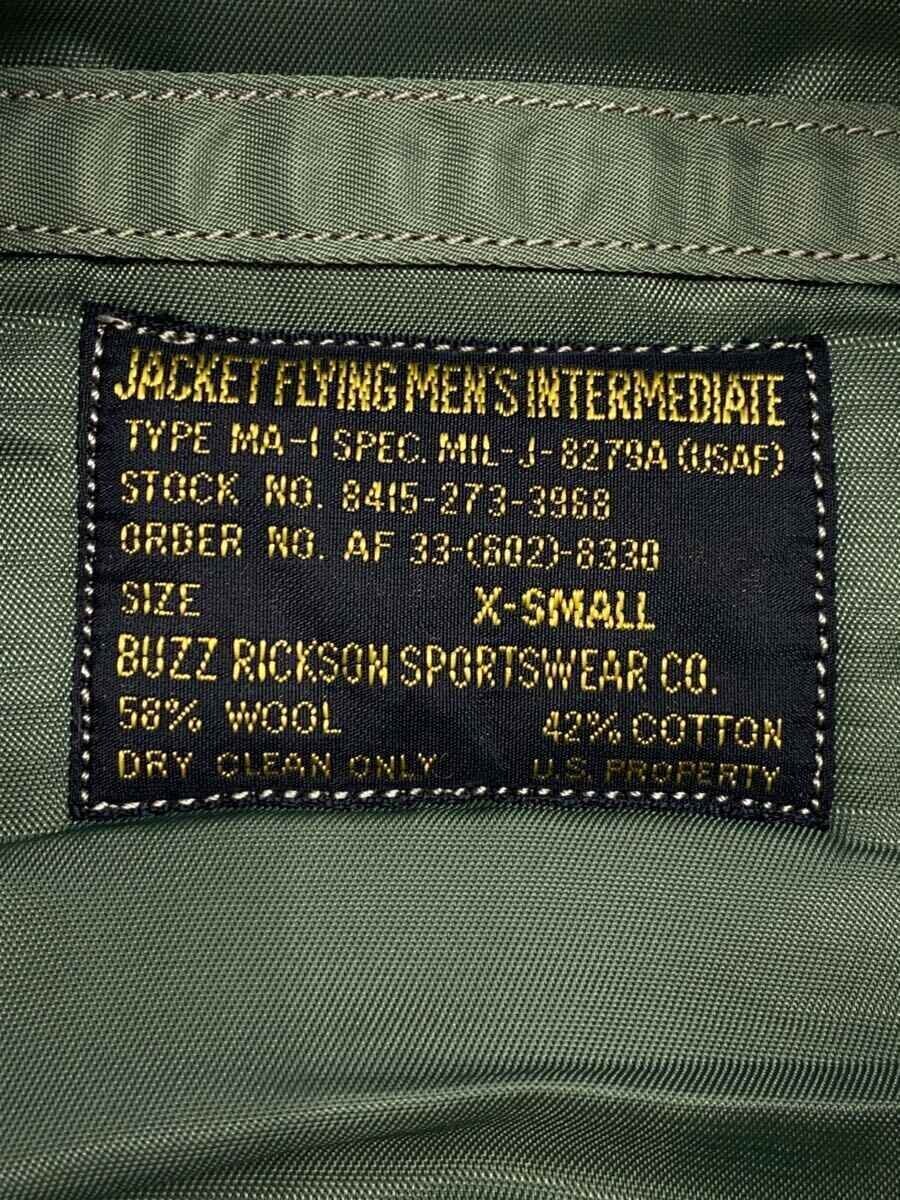 JACKET FLYING MEN'S INTERMEDIATE
TYPE MA-1 SPEC. MIL-J-8279A (USAF)
STOCK NO. 8415-273-3968
ORDER NO. AF 33-(602)-8330
SIZE X-SMALL
BUZZ RICKSON SPORTSWEAR CO.
58% WOOL 42% COTTON
DRY CLEAN ONLY U.S. PROPERTY